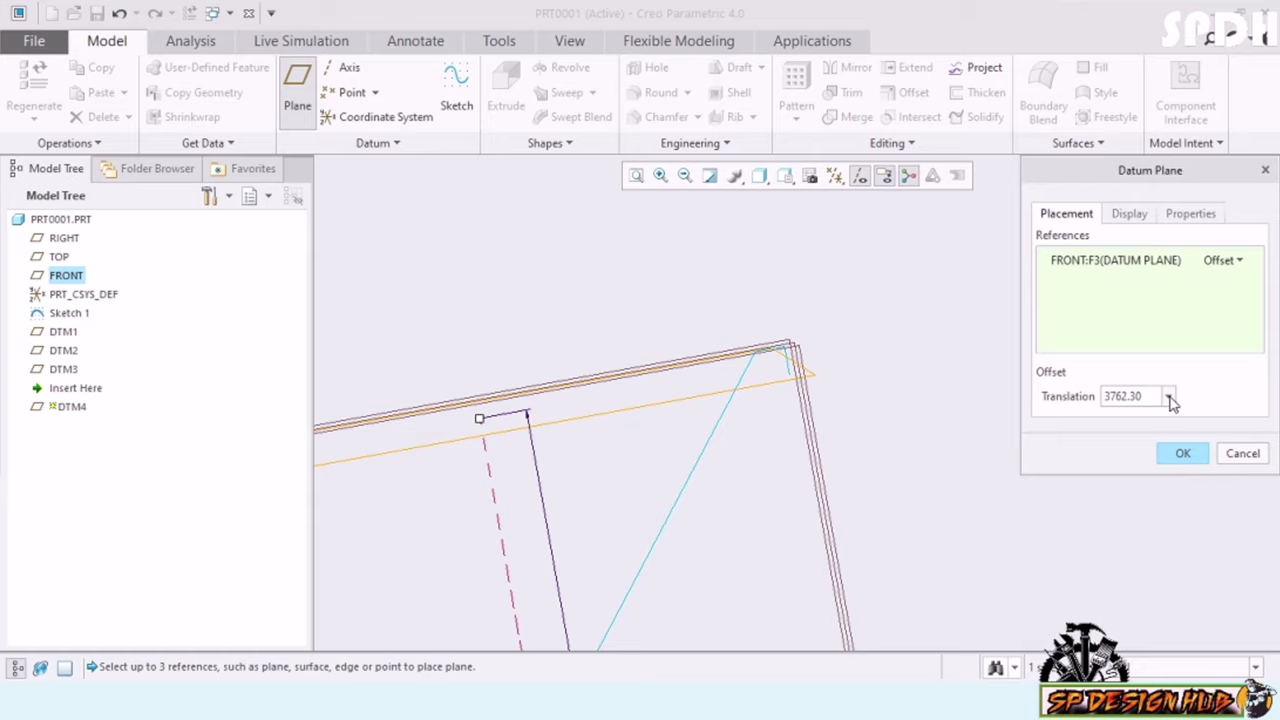 PRT0001 (Active) - Creo Parametric 4.0
SPDH
File Model Analysis Live Simulation Annotate Tools View Flexible Modeling Applications
Regenerate
Copy
Paste
Delete
Operations
User-Defined Feature
Copy Geometry
Shrinkwrap
Get Data
Plane
Axis
Point
Coordinate System
Sketch
Datum
Extrude
Revolve
Sweep
Swept Blend
Shapes
Hole Draft
Round Shell
Chamfer Rib
Engineering
Pattern
Mirror Extend Project
Trim Offset Thicken
Merge Intersect Solidify
Editing
Boundary
Blend
Fill
Style
Freestyle
Surfaces
Component
Interface
Model Intent
Model Tree Folder Browser Favorites
Model Tree
PRT0001.PRT
RIGHT
TOP
FRONT
PRT_CSYS_DEF
Sketch 1
DTM1
DTM2
DTM3
Insert Here
DTM4
Datum Plane
Placement Display Properties
References
FRONT:F3(DATUM PLANE) Offset
Offset
Translation 3762.30
OK Cancel
Select up to 3 references, such as plane, surface, edge or point to place plane.
SP DESIGN HUB